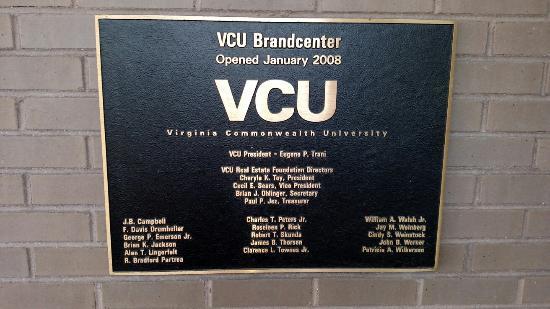 VCU Brandcenter
Opened January 2008
VCU
Virginia Commonwealth University
VCU President - Eugene P. Trani
VCU Real Estate Foundation Directors
Cheryle K. Toy, President
Cecil E. Sears, Vice President
Brian J. Ohlinger, Secretary
Paul P. Jez, Treasurer
J.B. Campbell
F. Davis Drumheller
George P. Emerson Jr.
Brian K. Jackson
Alan T. Lingerfelt
R. Bradford
Charles T. Peters Jr.
P. Rick
Robert T. Skunda
James B. Thorsen
Clarence L. Townes Jr.
William A. Walsh Jr.
Jay M. Weinberg
Cindy S. Weinstock
John B. Werner
Patricia A. Wilkerson